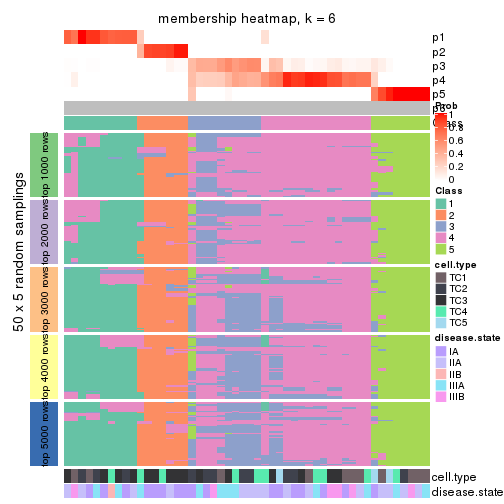 membership heatmap, k = 6
p1
p2
p3
p4
p5
Prob
1
0.8
0.6
0.4
0.2
0
Class
1
2
3
4
5
cell.type
TC1
TC2
TC3
TC4
TC5
disease.state
IA
IIA
IIB
IIIA
IIIB
50 x 5 random samplings
top 1000 rows
top 2000 rows
top 3000 rows
top 4000 rows
top 5000 rows
cell.type
disease.state